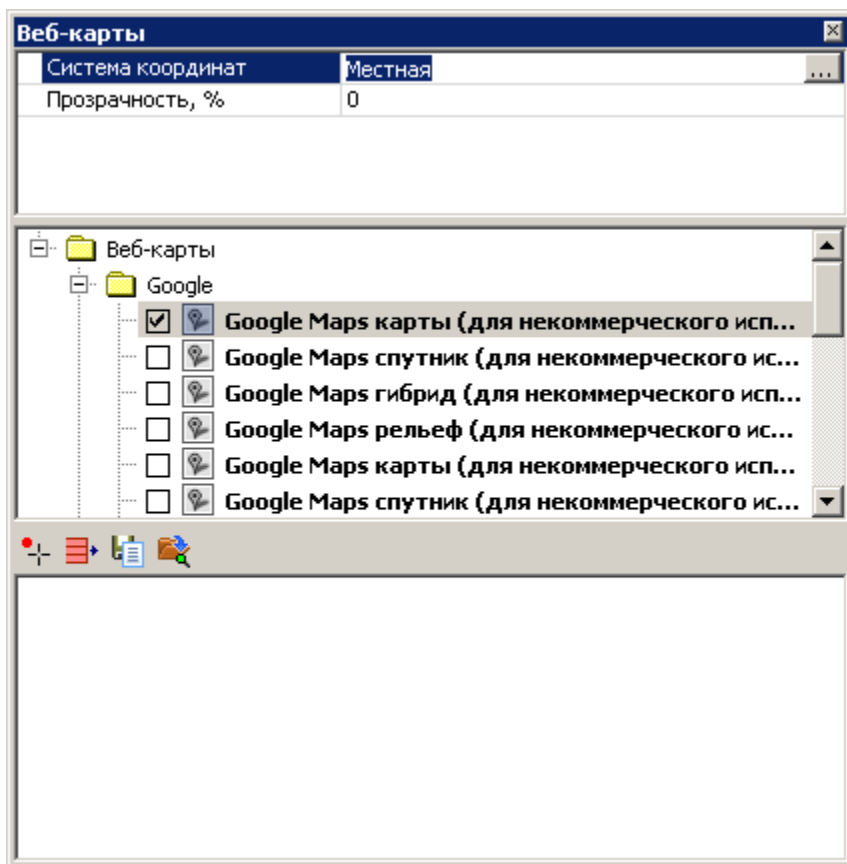 Веб-карты
Система координат Местная ...
Прозрачность, % 0
Веб-карты
Google
Google Maps карты (для некоммерческого исп...
Google Maps спутник (для некоммерческого ис...
Google Maps гибрид (для некоммерческого исп...
Google Maps рельеф (для некоммерческого ис...
Google Maps карты (для некоммерческого исп...
Google Maps спутник (для некоммерческого ис...